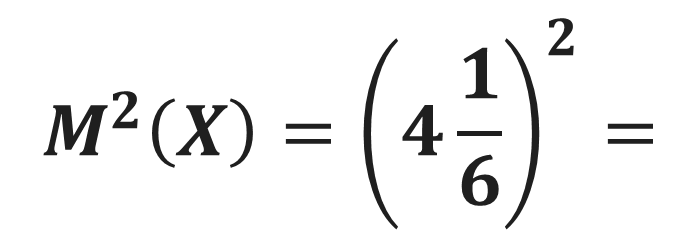 M²(X) = (4 1/6)² =